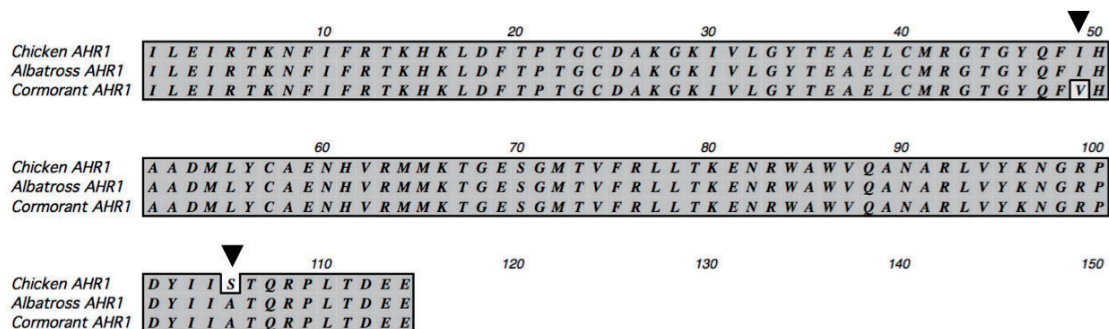 10 20 30 40 50
Chicken AHR1 I L E I R T K N F I F R T K H K L D F T P T G C D A K G K I V L G Y T E A E L C M R G T G Y Q F I H
Albatross AHR1 I L E I R T K N F I F R T K H K L D F T P T G C D A K G K I V L G Y T E A E L C M R G T G Y Q F I H
Cormorant AHR1 I L E I R T K N F I F R T K H K L D F T P T G C D A K G K I V L G Y T E A E L C M R G T G Y Q F V H
60 70 80 90 100
Chicken AHR1 A A D M L Y C A E N H V R M M K T G E S G M T V F R L L T K E N R W A W V Q A N A R L V Y K N G R P
Albatross AHR1 A A D M L Y C A E N H V R M M K T G E S G M T V F R L L T K E N R W A W V Q A N A R L V Y K N G R P
Cormorant AHR1 A A D M L Y C A E N H V R M M K T G E S G M T V F R L L T K E N R W A W V Q A N A R L V Y K N G R P
110 120 130 140 150
Chicken AHR1 D Y I I S T Q R P L T D E E
Albatross AHR1 D Y I I A T Q R P L T D E E
Cormorant AHR1 D Y I I A T Q R P L T D E E